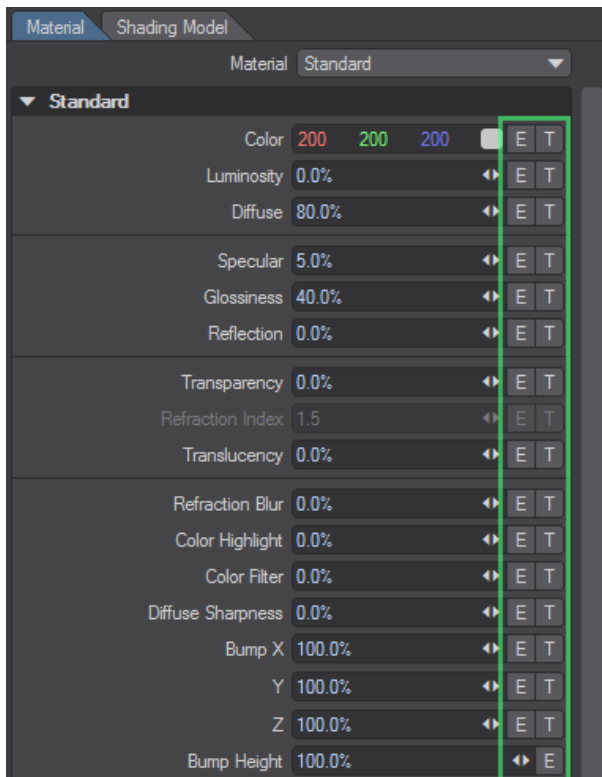 Material Shading Model
Material Standard
Standard
Color 200 200 200 E T
Luminosity 0.0% E T
Diffuse 80.0% E T
Specular 5.0% E T
Glossiness 40.0% E T
Reflection 0.0% E T
Transparency 0.0% E T
Refraction Index 1.5 E T
Translucency 0.0% E T
Refraction Blur 0.0% E T
Color Highlight 0.0% E T
Color Filter 0.0% E T
Diffuse Sharpness 0.0% E T
Bump X 100.0% E T
Y 100.0% E T
Z 100.0% E T
Bump Height 100.0% E